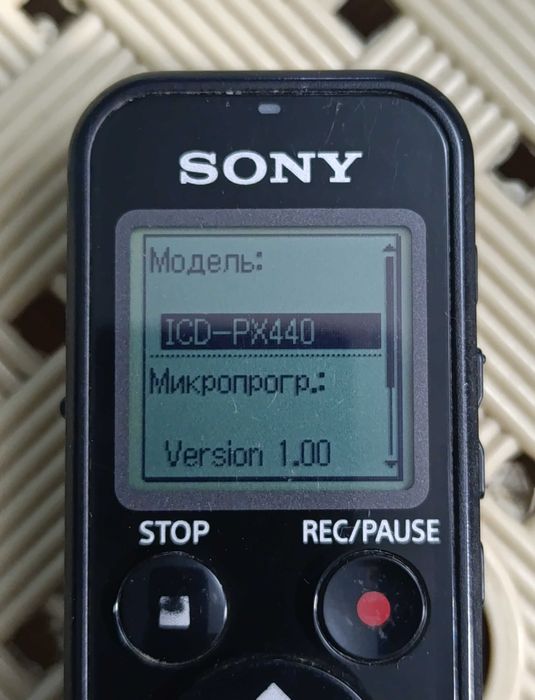 SONY
Модель:
ICD-PX440
Микропрогр.:
Version 1.00
STOP
REC/PAUSE